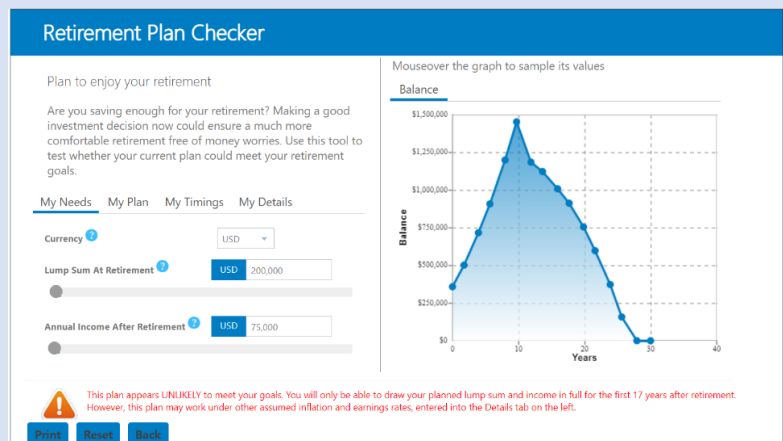 Retirement Plan Checker
Plan to enjoy your retirement
Are you saving enough for your retirement? Making a good
investment decision now could ensure a much more
comfortable retirement free of money worries. Use this tool to
test whether your current plan could meet your retirement
goals.
My Needs My Plan My Timings My Details
Currency ? USD
Lump Sum At Retirement ? USD 200,000
Annual Income After Retirement ? USD 75,000
Mouseover the graph to sample its values
Balance
$1,500,000
$1,250,000
$1,000,000
$750,000
$500,000
$250,000
$0
Balance
0 10 20 30 40
Years
This plan appears UNLIKELY to meet your goals. You will only be able to draw your planned lump sum and income in full for the first 17 years after retirement.
However, this plan may work under other assumed inflation and earnings rates, entered into the Details tab on the left.
Print Reset Back